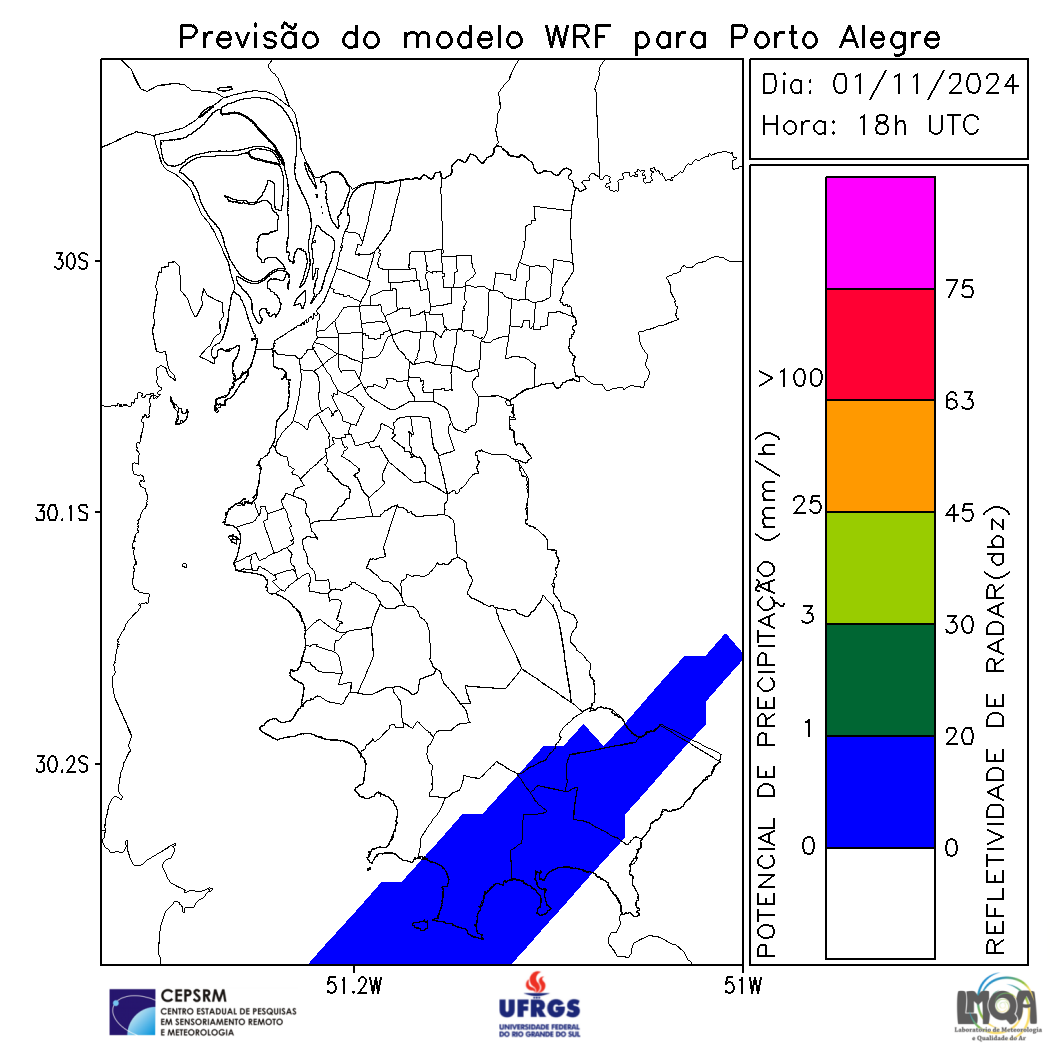 Previsão do modelo WRF para Porto Alegre
Dia: 01/11/2024
Hora: 18h UTC
30S
30.1S
30.2S
51.2W
51W
POTENCIAL DE PRECIPITAÇÃO (mm/h)
>100
25
3
1
0
75
63
45
30
20
0
REFLETIVIDADE DE RADAR(dbz)
CEPSRM
CENTRO ESTADUAL DE PESQUISAS
EM SENSORIAMENTO REMOTO
E METEOROLOGIA
UFRGS
UNIVERSIDADE FEDERAL
DO RIO GRANDE DO SUL
LMQA
Laboratório de Meteorologia
e Qualidade do Ar